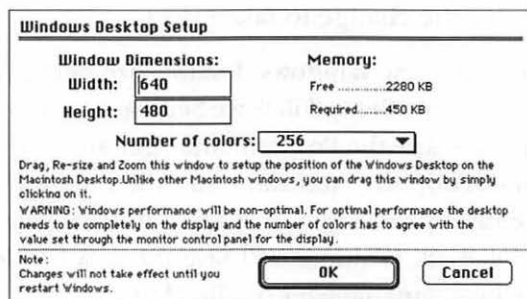 Windows Desktop Setup
Window Dimensions:
Width: 640
Height: 480
Memory:
Free ..............2280 KB
Required...........450 KB
Number of colors: 256
Drag, Re-size and Zoom this window to setup the position of the Windows Desktop on the
Macintosh Desktop.Unlike other Macintosh windows, you can drag this window by simply
clicking on it.
WARNING: Windows performance will be non-optimal. For optimal performance the desktop
needs to be completely on the display and the number of colors has to agree with the
value set through the monitor control panel for the display.
Note:
Changes will not take effect until you
restart Windows.
OK
Cancel